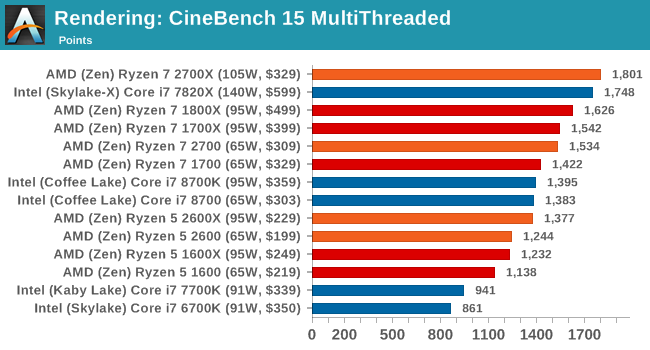 Rendering: CineBench 15 MultiThreaded
Points
AMD (Zen) Ryzen 7 2700X (105W, $329) 1,801
Intel (Skylake-X) Core i7 7820X (140W, $599) 1,748
AMD (Zen) Ryzen 7 1800X (95W, $499) 1,626
AMD (Zen) Ryzen 7 1700X (95W, $399) 1,542
AMD (Zen) Ryzen 7 2700 (65W, $309) 1,534
AMD (Zen) Ryzen 7 1700 (65W, $329) 1,422
Intel (Coffee Lake) Core i7 8700K (95W, $359) 1,395
Intel (Coffee Lake) Core i7 8700 (65W, $303) 1,383
AMD (Zen) Ryzen 5 2600X (95W, $229) 1,377
AMD (Zen) Ryzen 5 2600 (65W, $199) 1,244
AMD (Zen) Ryzen 5 1600X (95W, $249) 1,232
AMD (Zen) Ryzen 5 1600 (65W, $219) 1,138
Intel (Kaby Lake) Core i7 7700K (91W, $339) 941
Intel (Skylake) Core i7 6700K (91W, $350) 861
0 200 500 800 1100 1400 1700